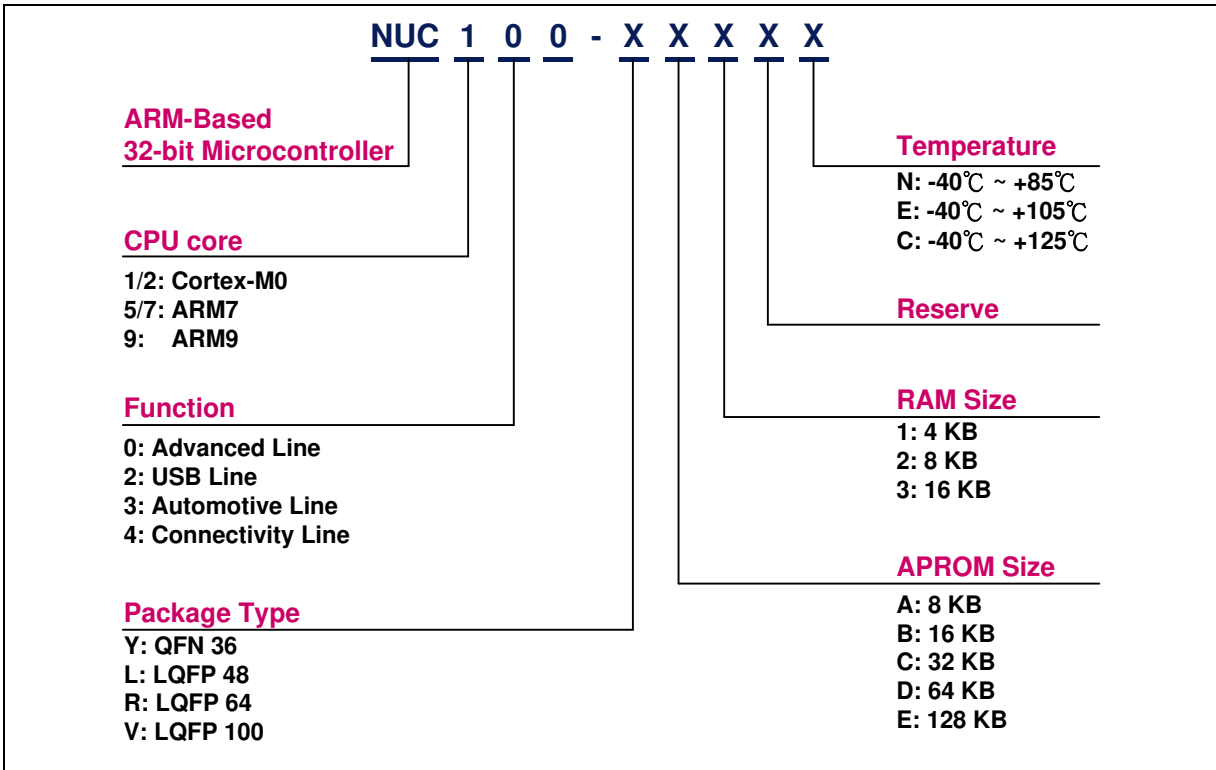 NUC 1 0 0 - X X X X X
ARM-Based
32-bit Microcontroller
CPU core
1/2: Cortex-M0
5/7: ARM7
9: ARM9
Function
0: Advanced Line
2: USB Line
3: Automotive Line
4: Connectivity Line
Package Type
Y: QFN 36
L: LQFP 48
R: LQFP 64
V: LQFP 100
Temperature
N: -40℃ ~ +85℃
E: -40℃ ~ +105℃
C: -40℃ ~ +125℃
Reserve
RAM Size
1: 4 KB
2: 8 KB
3: 16 KB
APROM Size
A: 8 KB
B: 16 KB
C: 32 KB
D: 64 KB
E: 128 KB